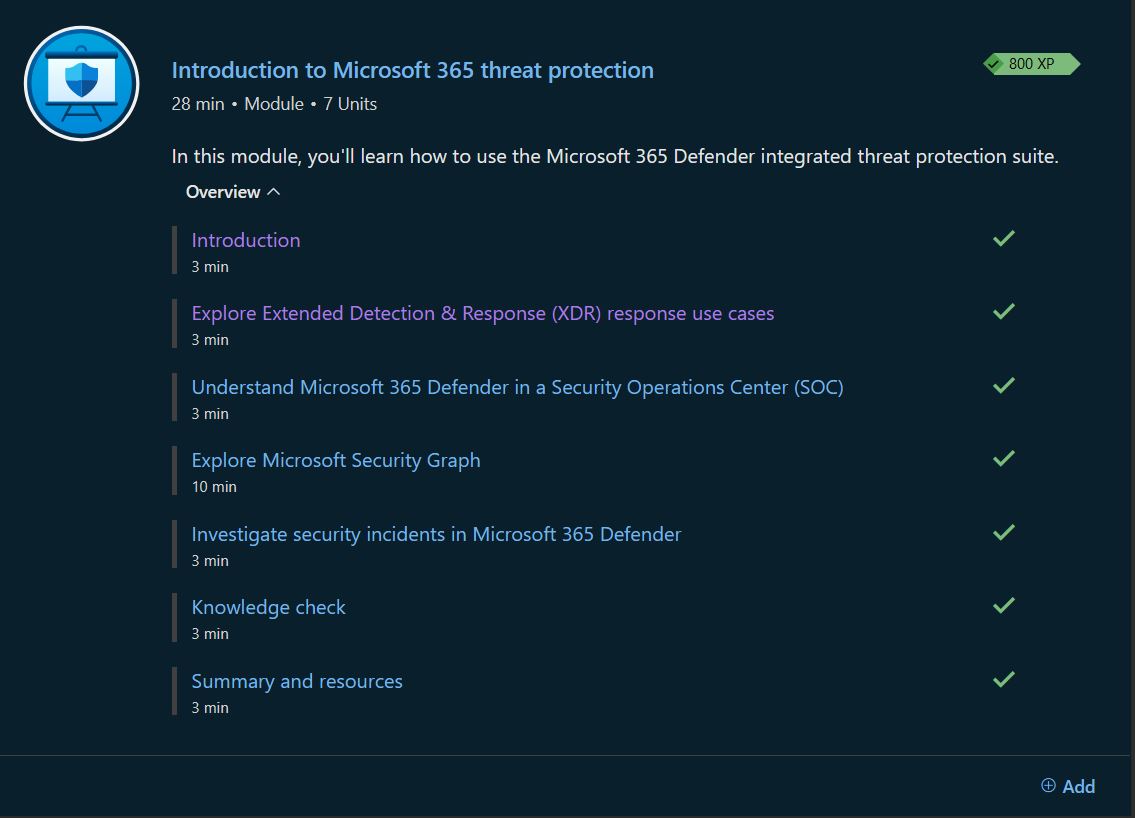 Introduction to Microsoft 365 threat protection
800 XP
28 min • Module • 7 Units
In this module, you'll learn how to use the Microsoft 365 Defender integrated threat protection suite.
Overview
Introduction
3 min
Explore Extended Detection & Response (XDR) response use cases
3 min
Understand Microsoft 365 Defender in a Security Operations Center (SOC)
3 min
Explore Microsoft Security Graph
10 min
Investigate security incidents in Microsoft 365 Defender
3 min
Knowledge check
3 min
Summary and resources
3 min
Add